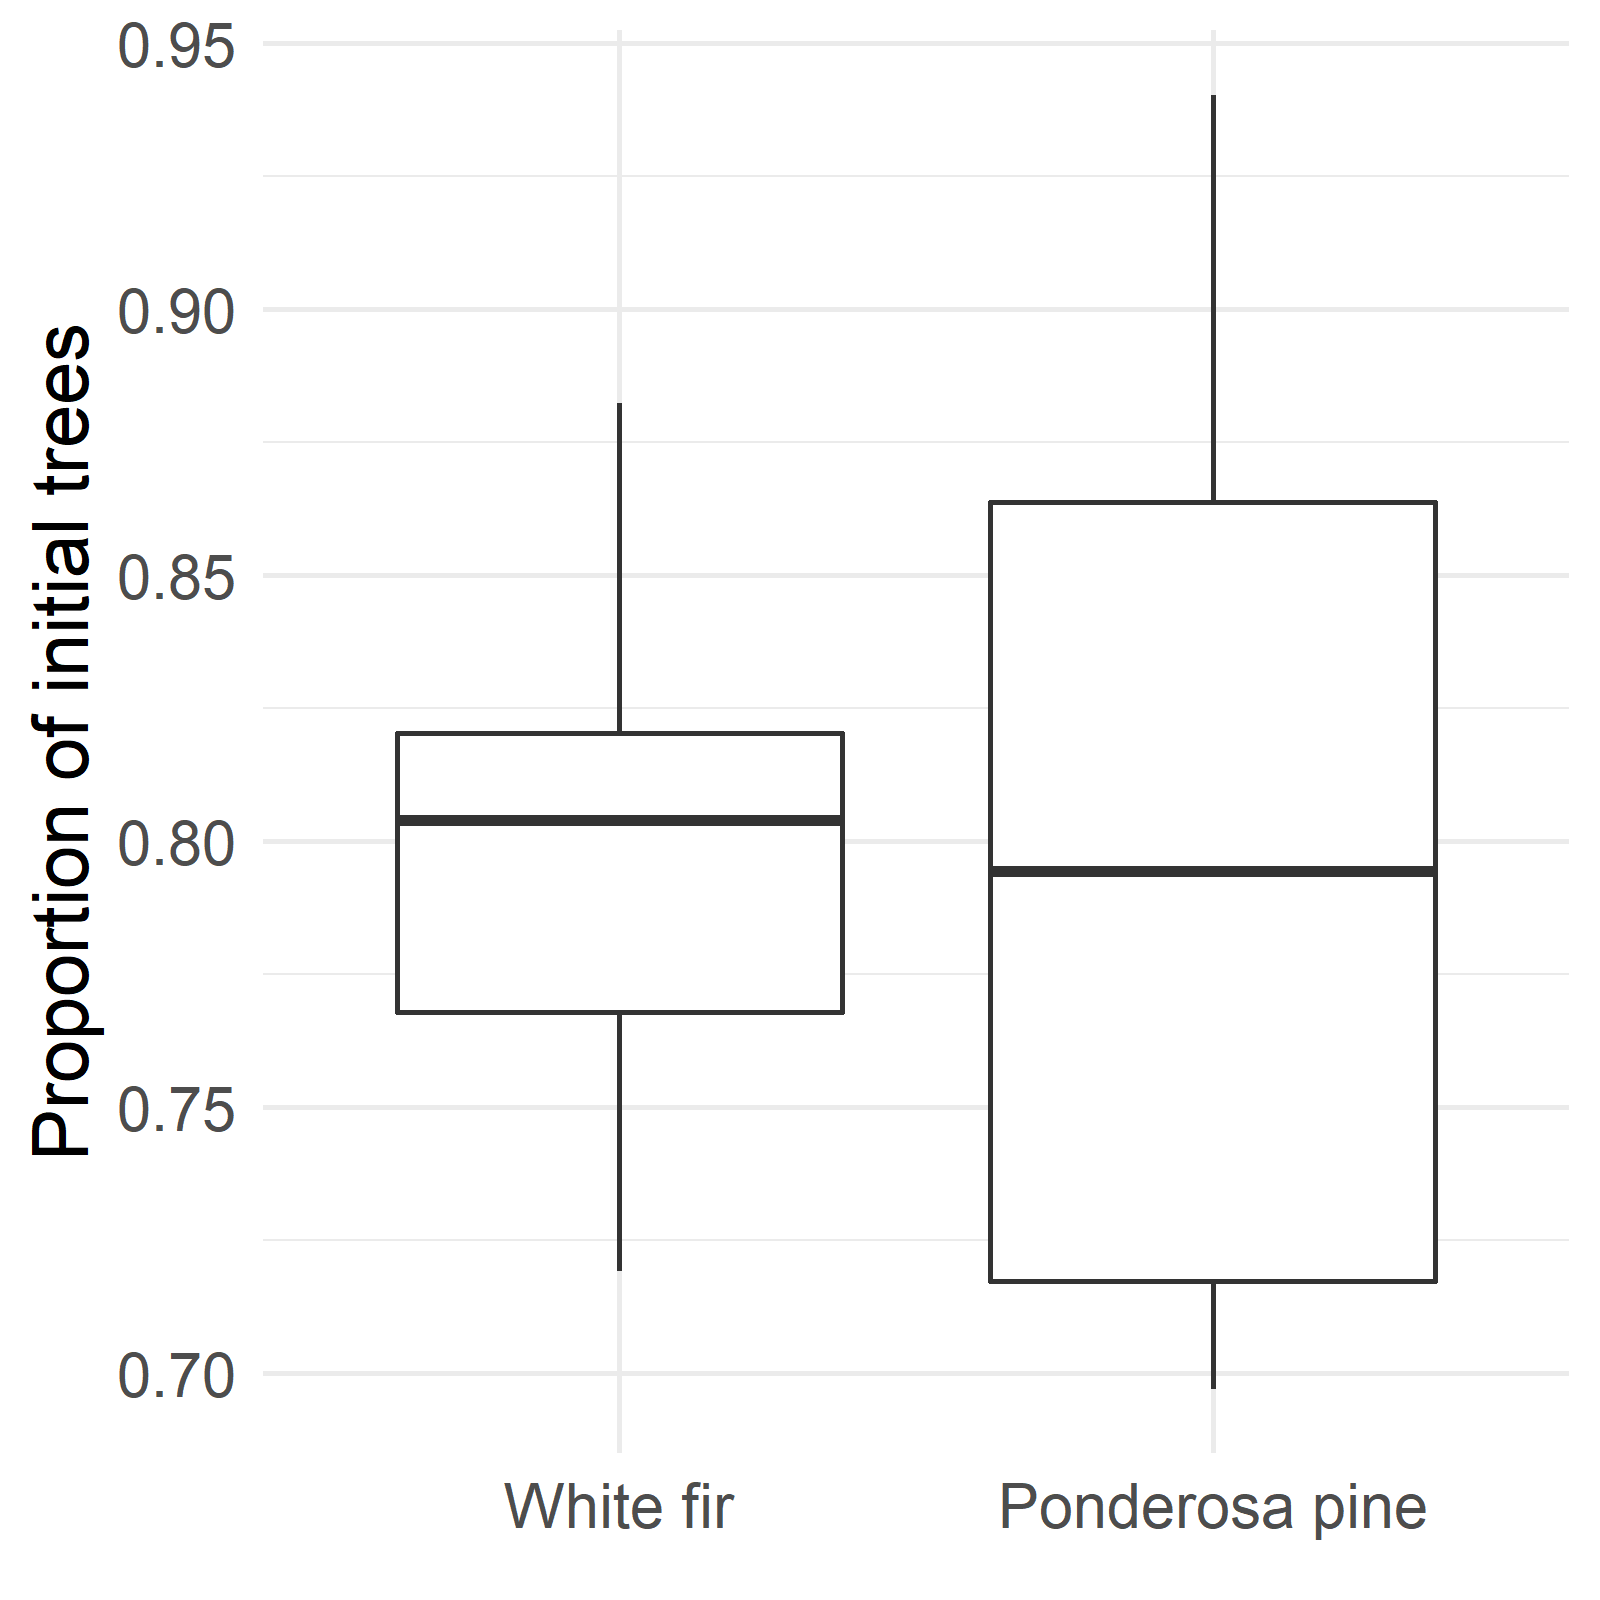 Proportion of initial trees
0.95
0.90
0.85
0.80
0.75
0.70
White fir
Ponderosa pine